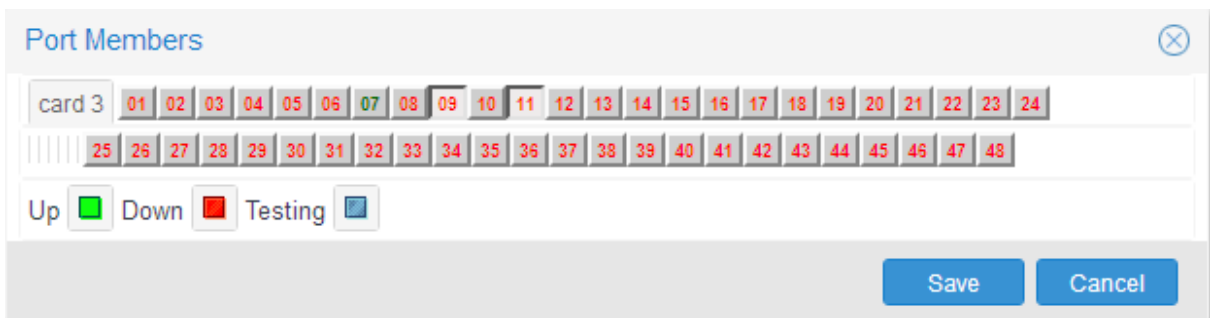 Port Members
card 3 01 02 03 04 05 06 07 08 09 10 11 12 13 14 15 16 17 18 19 20 21 22 23 24
25 26 27 28 29 30 31 32 33 34 35 36 37 38 39 40 41 42 43 44 45 46 47 48
Up Down Testing
Save Cancel